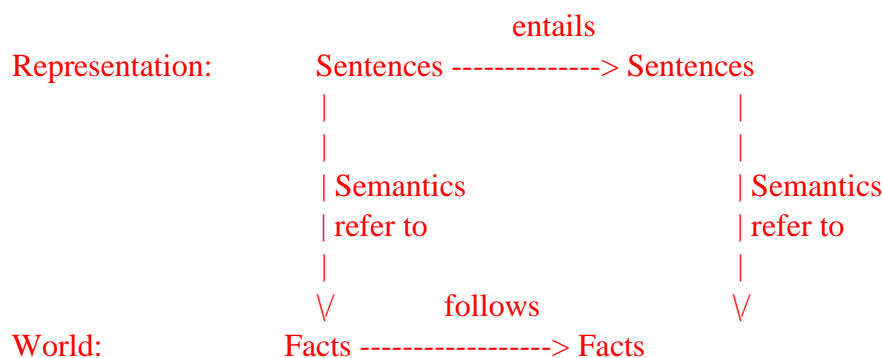 entails
Representation: Sentences --------------> Sentences
| |
| |
| Semantics | Semantics
| refer to | refer to
| |
\/ follows \/
World: Facts ------------------> Facts